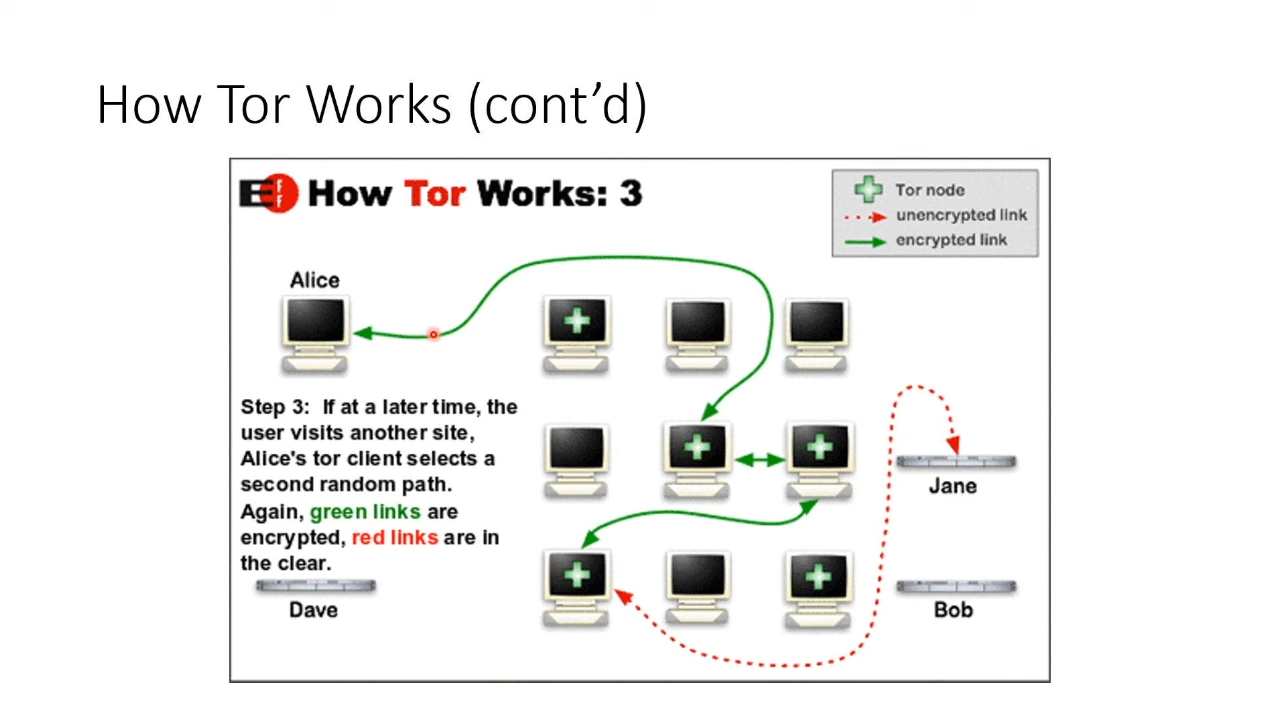 How Tor Works (cont’d)
EFF How Tor Works: 3
Tor node
unencrypted link
encrypted link
Alice
Step 3: If at a later time, the
user visits another site,
Alice's tor client selects a
second random path.
Again, green links are
encrypted, red links are in
the clear.
Jane
Dave
Bob